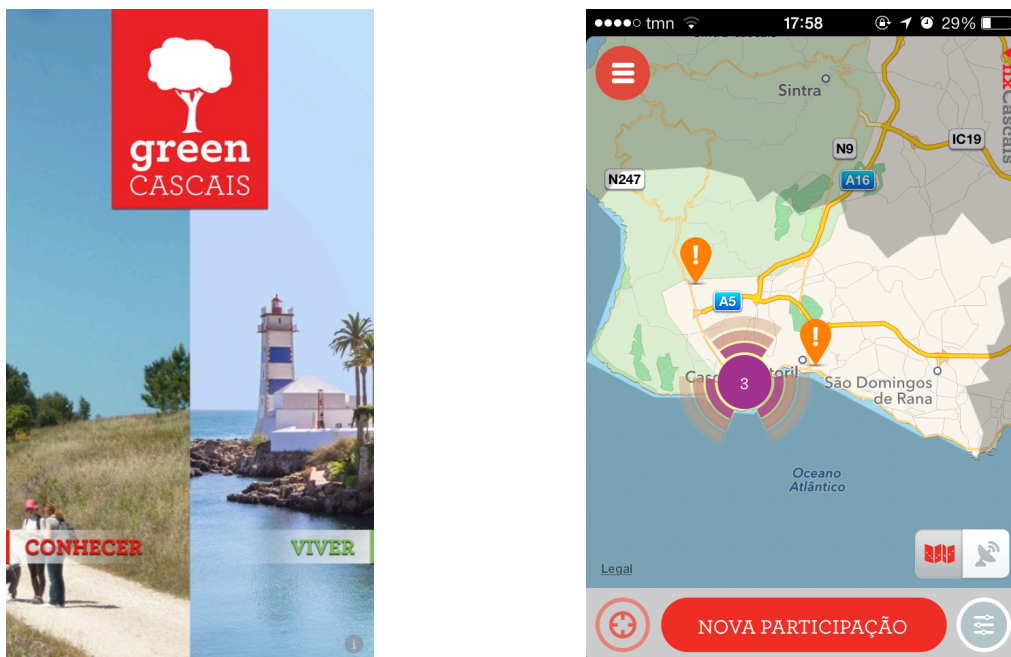 green
CASCAIS
CONHECER
VIVER
tmn
17:58
29%
Sintra
IC19
N9
N247
A16
fixCascais
A5
3
São Domingos
de Rana
Oceano
Atlântico
Legal
NOVA PARTICIPAÇÃO